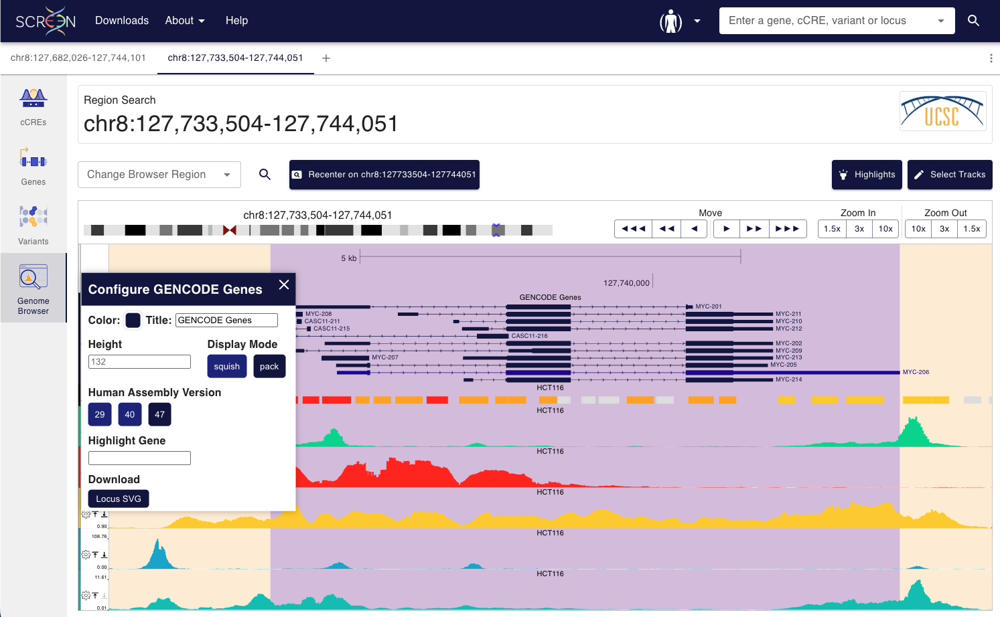 SCREEN Downloads About Help Enter a gene, cCRE, variant or locus
chr8:127,682,026-127,744,101 chr8:127,733,504-127,744,051 +
cCREs
Genes
Variants
Genome
Browser
Region Search
chr8:127,733,504-127,744,051
UCSC
Change Browser Region Recenter on chr8:127733504-127744051 Highlights Select Tracks
chr8:127,733,504-127,744,051
Move Zoom In Zoom Out
1.5x 3x 10x 10x 3x 1.5x
5 kb
127,740,000
GENCODE Genes
MYC-201
MYC-208 MYC-211
CASC11-211 MYC-210
CASC11-215 MYC-212
CASC11-216
MYC-202
MYC-209
MYC-207 MYC-213
MYC-205
MYC-206
MYC-214
HCT116
HCT116
HCT116
HCT116
HCT116
HCT116
Configure GENCODE Genes
Color: Title: GENCODE Genes
Height Display Mode
132 squish pack
Human Assembly Version
29 40 47
Highlight Gene
Download
Locus SVG
0.90
108.76
0.00
11.61
0.01